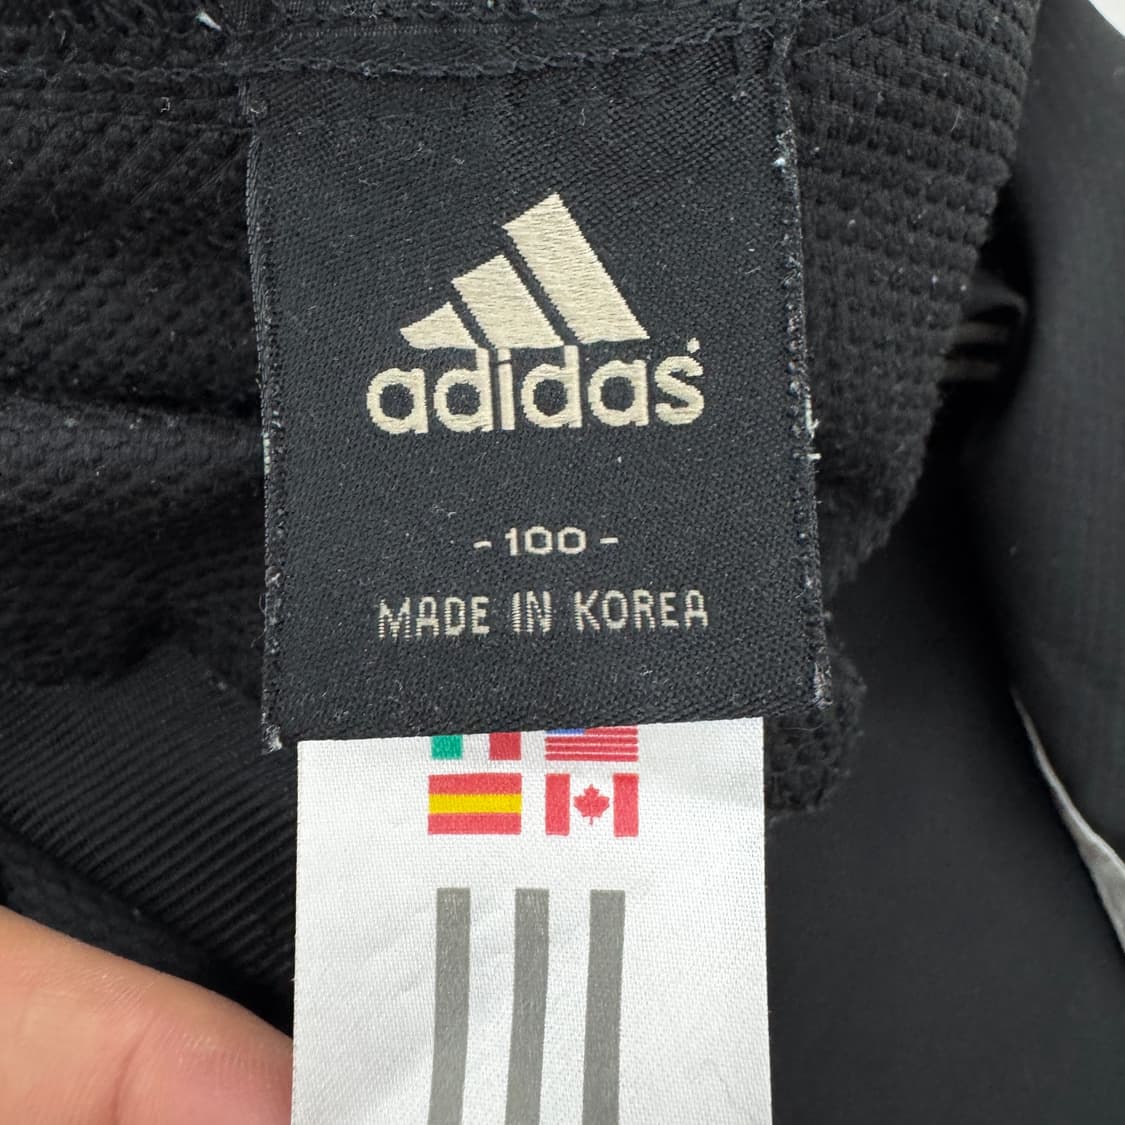 adidas
- 100 -
MADE IN KOREA